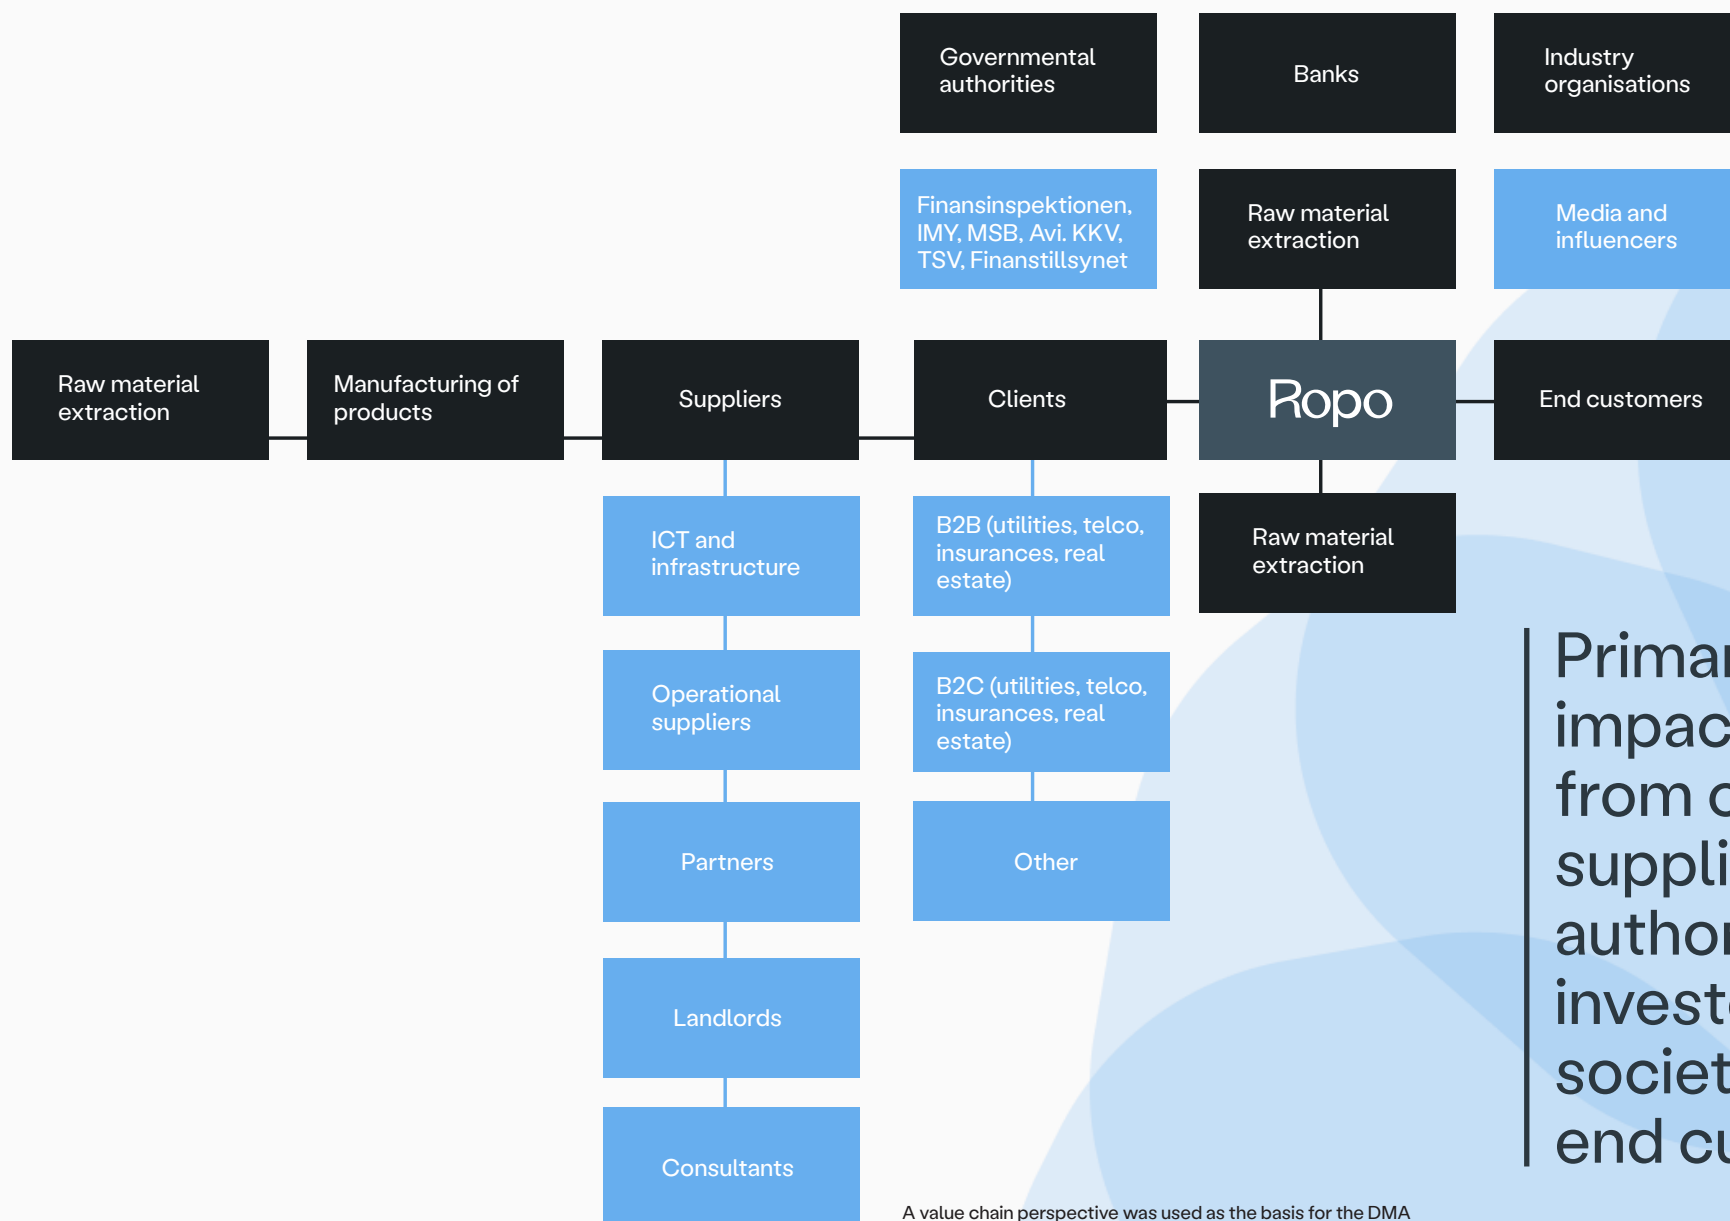 Governmental
authorities
Banks
Industry
organisations
Finansinspektionen,
IMY, MSB, Avi. KKV,
TSV, Finanstillsynet
Raw material
extraction
Media and
influencers
Raw material
extraction
Manufacturing of
products
Suppliers
Clients
Ropo
End customers
ICT and
infrastructure
Operational
suppliers
Partners
Landlords
Consultants
B2B (utilities, telco,
insurances, real
estate)
B2C (utilities, telco,
insurances, real
estate)
Other
Raw material
extraction
from
end
A value chain perspective was used as the basis for the DMA